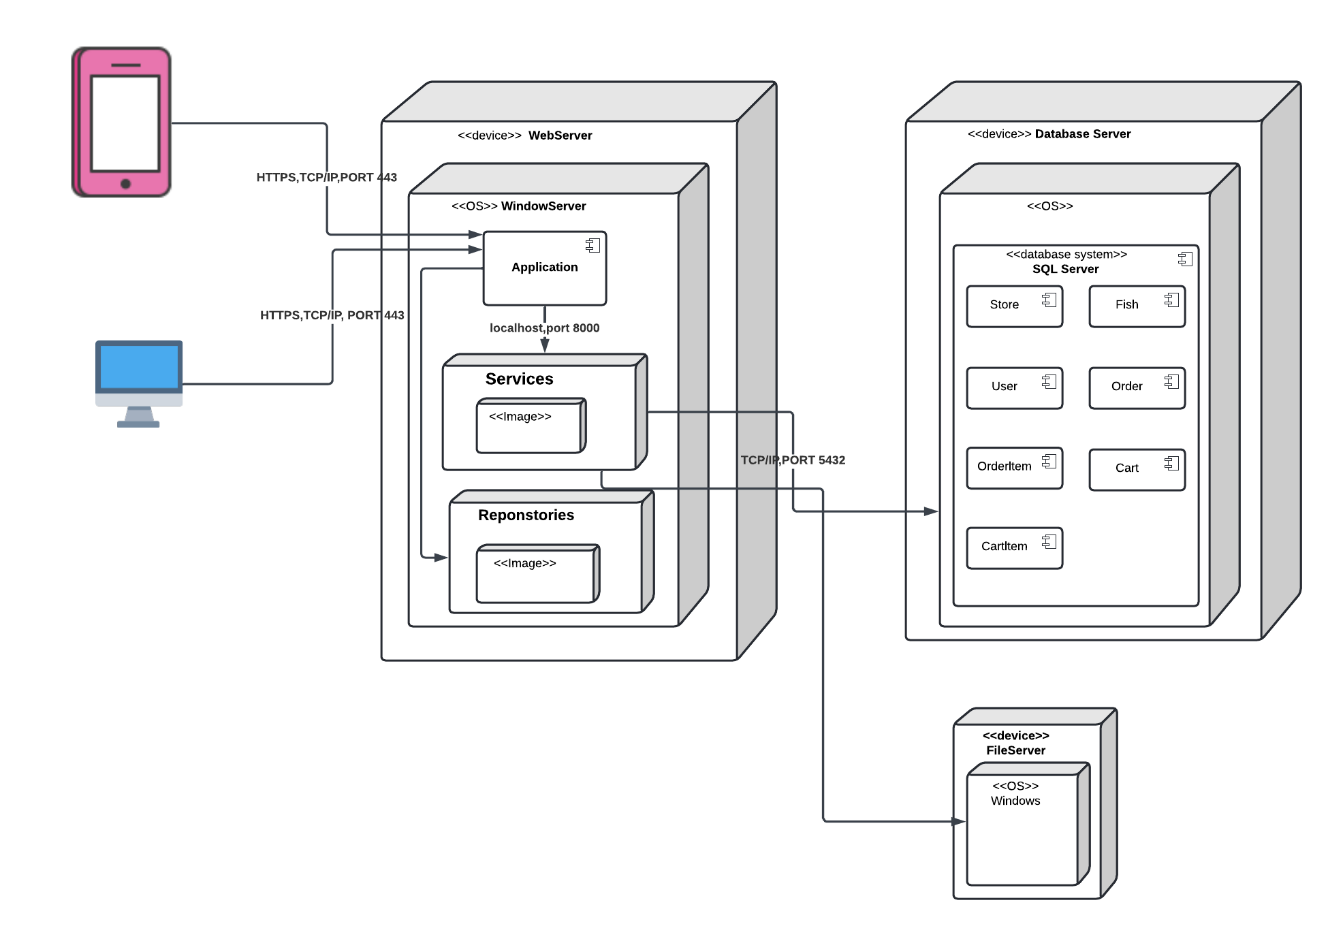 HTTPS,TCP/IP,PORT 443
HTTPS,TCP/IP, PORT 443
<<device>> WebServer
<<OS>> WindowServer
Application
localhost,port 8000
Services
<<Image>>
Reponstories
<<Image>>
TCP/IP,PORT 5432
<<device>> Database Server
<<OS>>
<<database system>>
SQL Server
Store
Fish
User
Order
OrderItem
Cart
CartItem
<<device>>
FileServer
<<OS>>
Windows